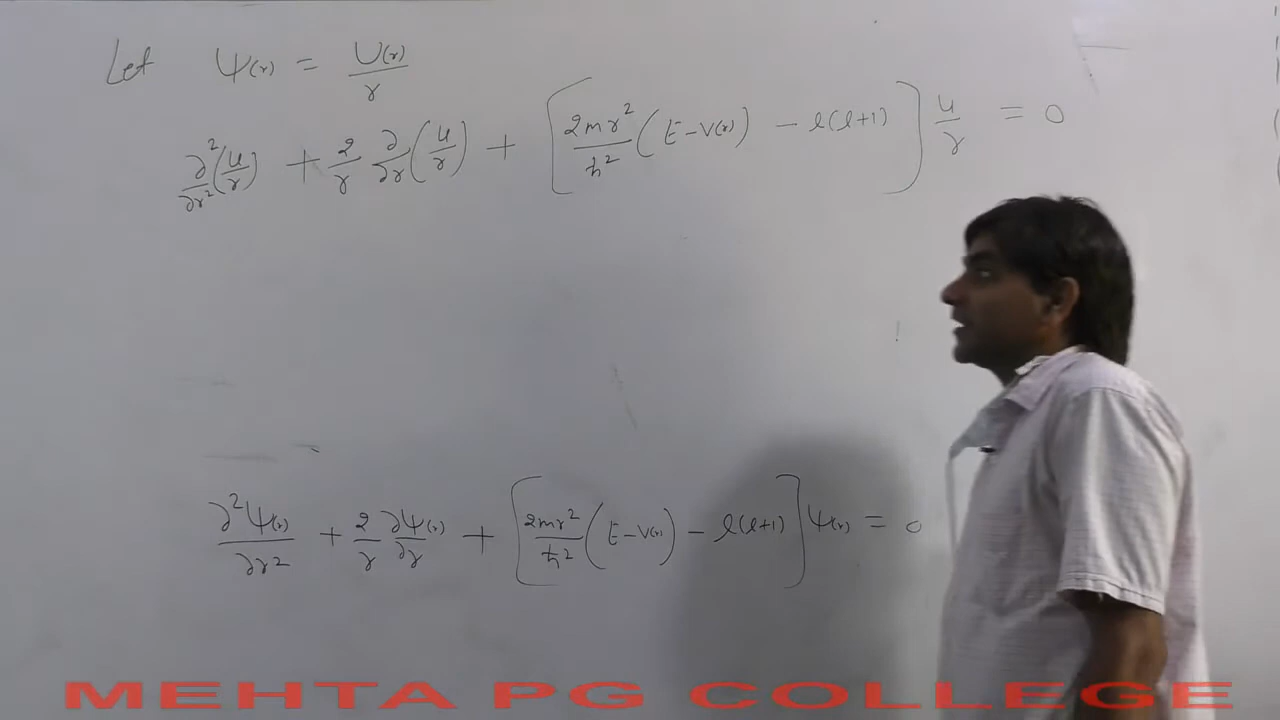 Let ψ(r) = U(r)/r
∂²/∂r² (u/r) + 2/r ∂/∂r (u/r) + [2mr²/ħ² (E-V(r)) - l(l+1)] u/r = 0
∂²ψ(r)/∂r² + 2/r ∂ψ(r)/∂r + [2mr²/ħ² (E-V(r)) - l(l+1)] ψ(r) = 0
MEHTA PG COLLEGE